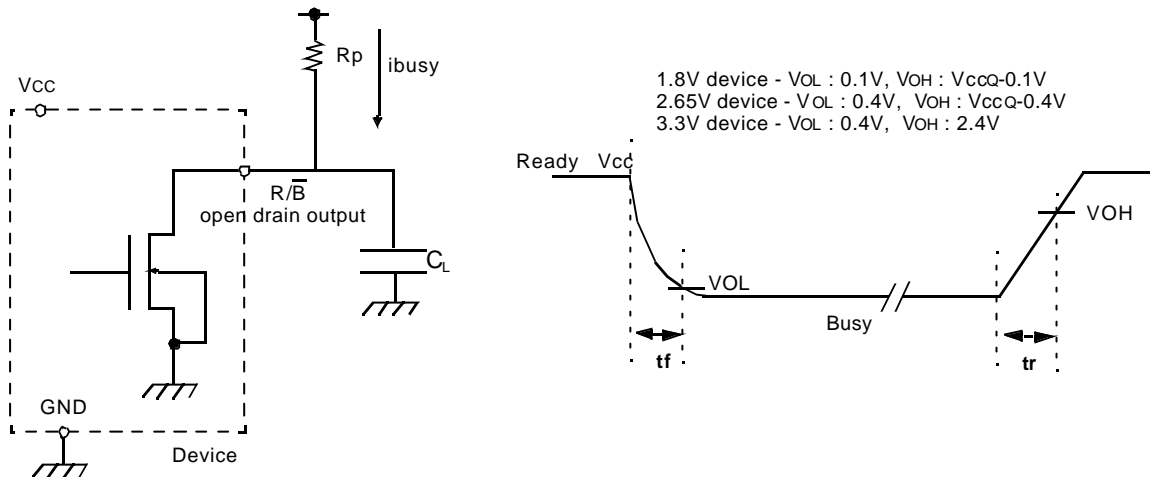 Rp
ibusy
VCC
R/B̅
open drain output
CL
GND
Device
1.8V device - VOL : 0.1V, VOH : VccQ-0.1V
2.65V device - VOL : 0.4V, VOH : VccQ-0.4V
3.3V device - VOL : 0.4V, VOH : 2.4V
Ready Vcc
VOH
VOL
Busy
tf
tr